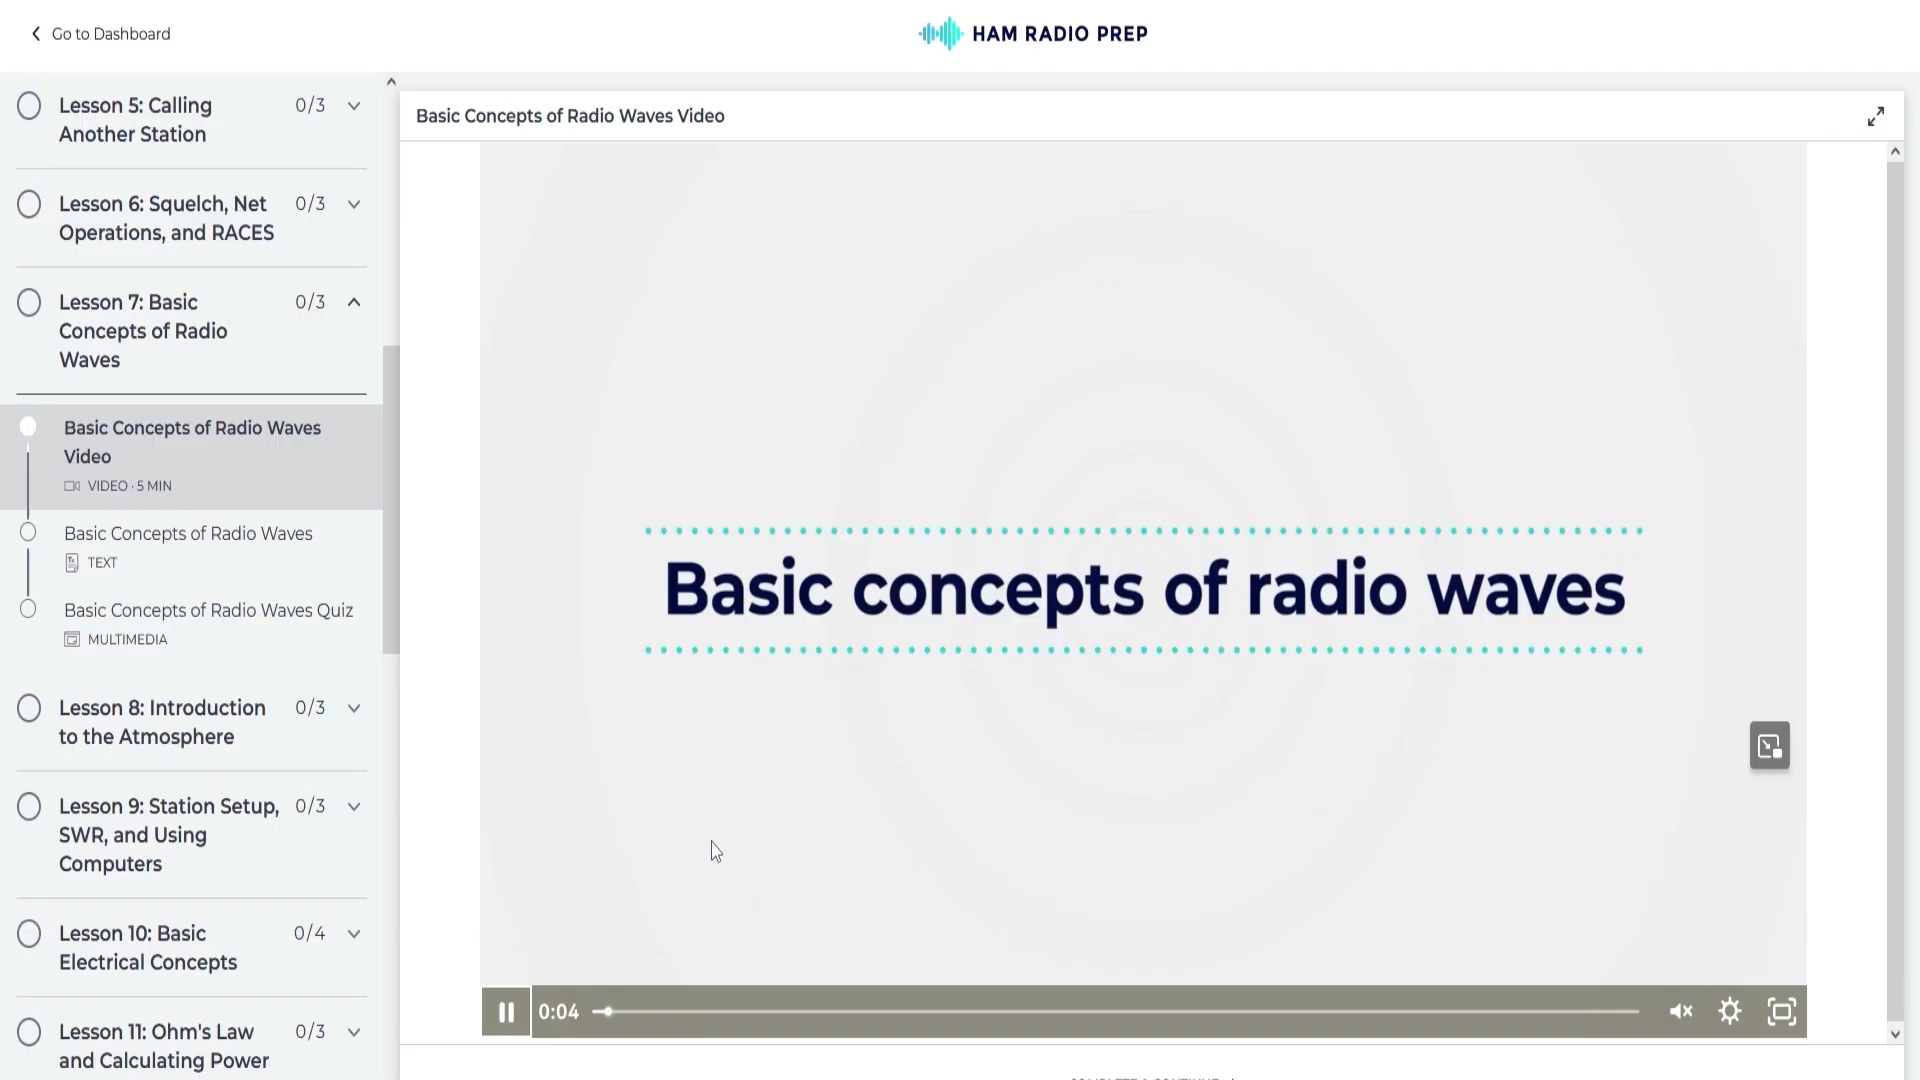 Go to Dashboard
HAM RADIO PREP
Lesson 5: Calling
Another Station
0/3
Lesson 6: Squelch, Net
Operations, and RACES
0/3
Lesson 7: Basic
Concepts of Radio
Waves
0/3
Basic Concepts of Radio Waves
Video
VIDEO · 5 MIN
Basic Concepts of Radio Waves
TEXT
Basic Concepts of Radio Waves Quiz
MULTIMEDIA
Lesson 8: Introduction
to the Atmosphere
0/3
Lesson 9: Station Setup,
SWR, and Using
Computers
0/3
Lesson 10: Basic
Electrical Concepts
0/4
Lesson 11: Ohm's Law
and Calculating Power
0/3
Basic Concepts of Radio Waves Video
Basic concepts of radio waves
0:04